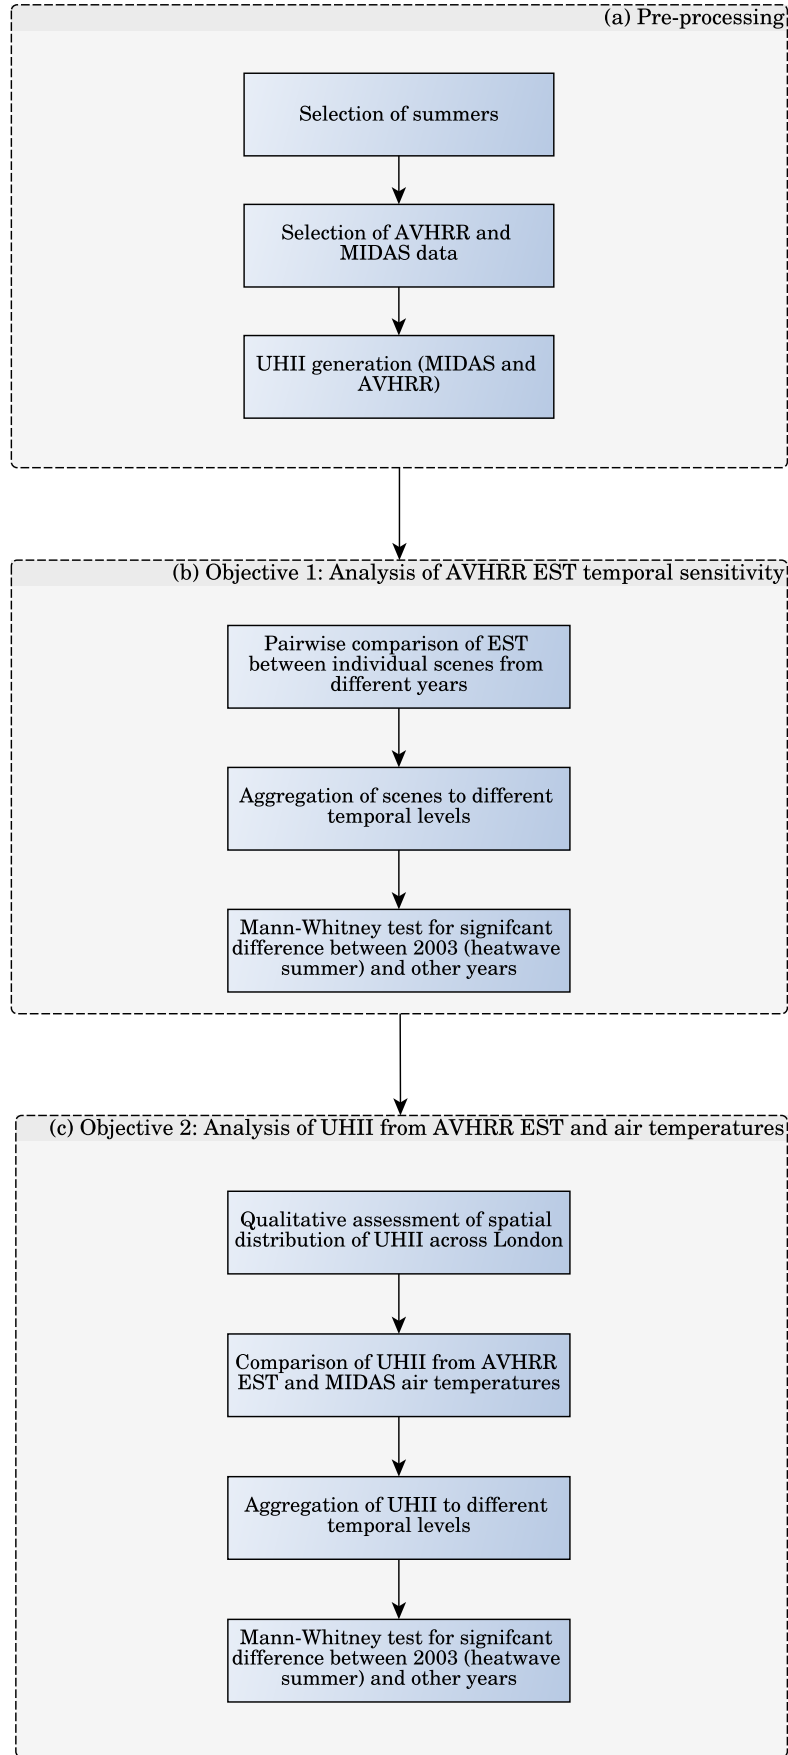 (a) Pre-processing
Selection of summers
Selection of AVHRR and
MIDAS data
UHII generation (MIDAS and
AVHRR)
(b) Objective 1: Analysis of AVHRR EST temporal sensitivity
Pairwise comparison of EST
between individual scenes from
different years
Aggregation of scenes to different
temporal levels
Mann-Whitney test for signifcant
difference between 2003 (heatwave
summer) and other years
(c) Objective 2: Analysis of UHII from AVHRR EST and air temperatures
Qualitative assessment of spatial
distribution of UHII across London
Comparison of UHII from AVHRR
EST and MIDAS air temperatures
Aggregation of UHII to different
temporal levels
Mann-Whitney test for signifcant
difference between 2003 (heatwave
summer) and other years